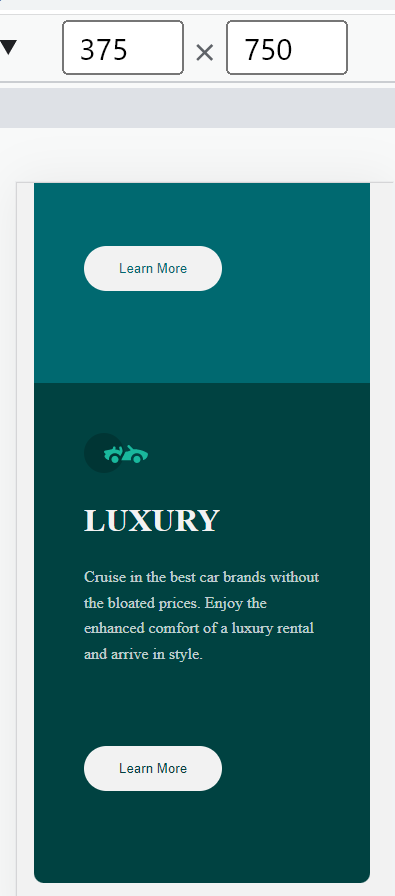 375 × 750
Learn More
LUXURY
Cruise in the best car brands without
the bloated prices. Enjoy the
enhanced comfort of a luxury rental
and arrive in style.
Learn More